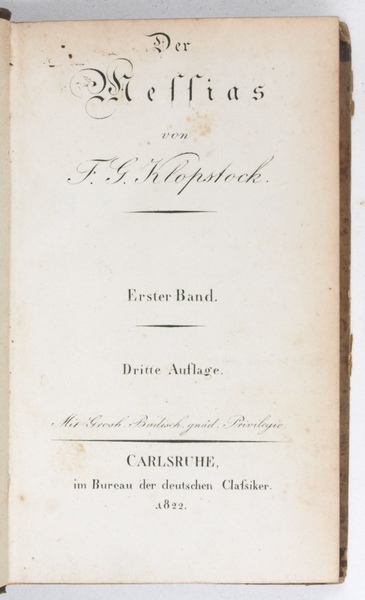 Der
Meſſias
von
F. G. Klopstock.
Erster Band.
Dritte Auflage.
Mit Grosh Badisch. gnäd. Privilegio.
CARLSRUHE,
im Bureau der deutschen Claſsiker.
1822.